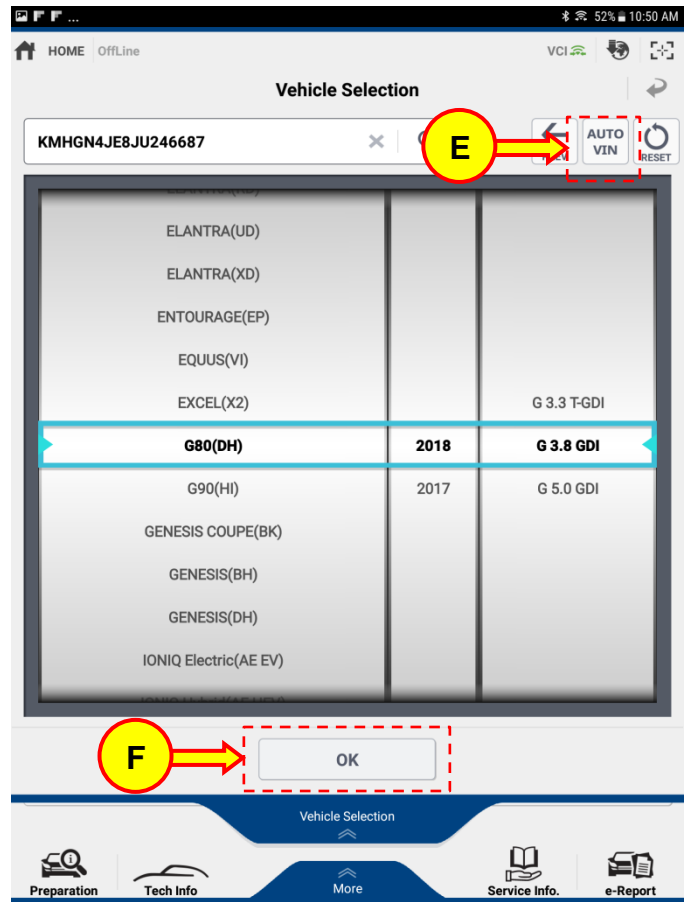 52% 10:50 AM
HOME OffLine VCI
Vehicle Selection
KMHGN4JE8JU246687
E
AUTO VIN
RESET
ELANTRA(UD)
ELANTRA(XD)
ENTOURAGE(EP)
EQUUS(VI)
EXCEL(X2) G 3.3 T-GDI
G80(DH) 2018 G 3.8 GDI
G90(HI) 2017 G 5.0 GDI
GENESIS COUPE(BK)
GENESIS(BH)
GENESIS(DH)
IONIQ Electric(AE EV)
F
OK
Vehicle Selection
Preparation Tech Info More Service Info. e-Report